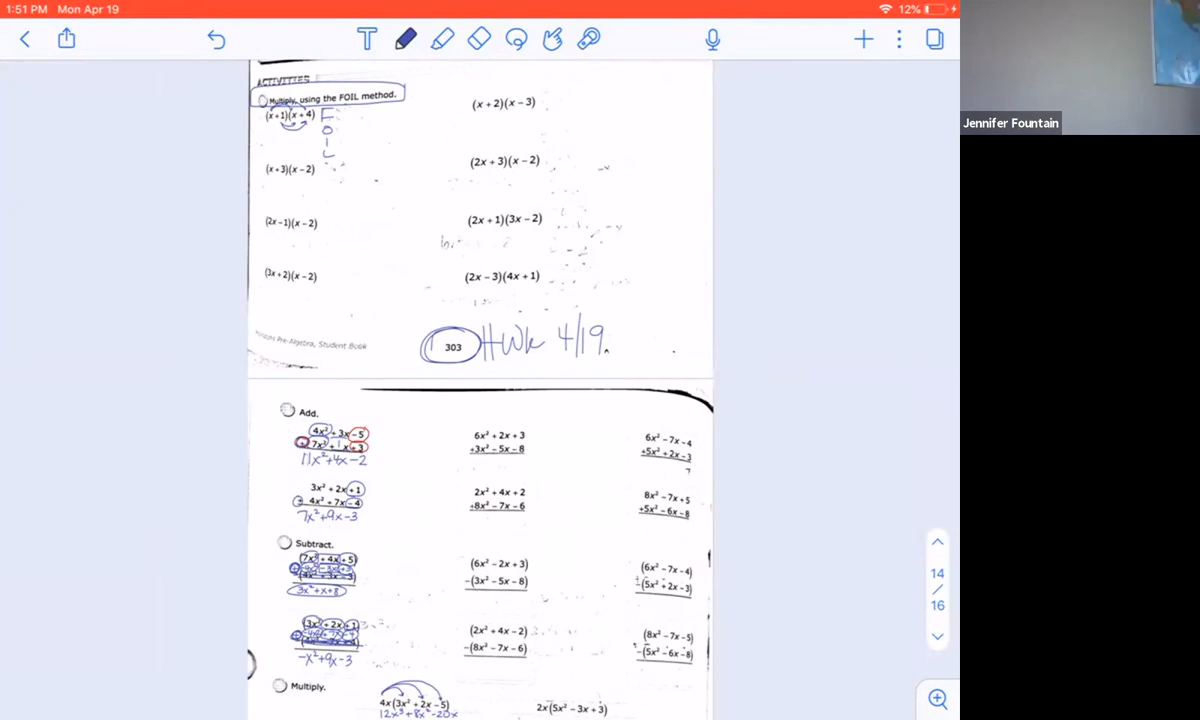 1:51 PM Mon Apr 19
12%
Jennifer Fountain
ACTIVITIES
Multiply, using the FOIL method.
(x+1)(x+4) F
O
I
L
(x + 2)(x − 3)
(x + 3)(x − 2)
(2x + 3)(x − 2)
(2x − 1)(x − 2)
(2x + 1)(3x − 2)
(3x + 2)(x − 2)
(2x − 3)(4x + 1)
Pre-Algebra, Student Book
303 HWk 4/19
Add.
4x² + 3x − 5
+ 7x² + 1x + 3
11x² + 4x − 2
6x² + 2x + 3
+3x² − 5x − 8
6x² − 7x − 4
+5x² + 2x − 3
3x² + 2x + 1
+ 4x² + 7x − 4
7x² + 9x − 3
2x² + 4x + 2
+8x² − 7x − 6
8x² − 7x + 5
+5x² − 6x − 8
Subtract.
(7x² + 4x + 5)
3x² + x + 8
(6x² − 2x + 3)
−(3x² − 5x − 8)
(6x² − 7x − 4)
−(5x² + 2x − 3)
(3x² + 2x + 1)
−x² + 9x − 3
(2x² + 4x − 2)
−(8x² − 7x − 6)
(8x² − 7x − 5)
−(5x² − 6x − 8)
Multiply.
4x(3x² + 2x − 5)
12x³ + 8x² − 20x
2x(5x² − 3x + 3)
14
/
16